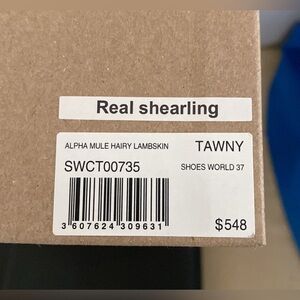 Real shearling
ALPHA MULE HAIRY LAMBSKIN TAWNY
SWCT00735 SHOES WORLD 37
3 607624 309631 $548